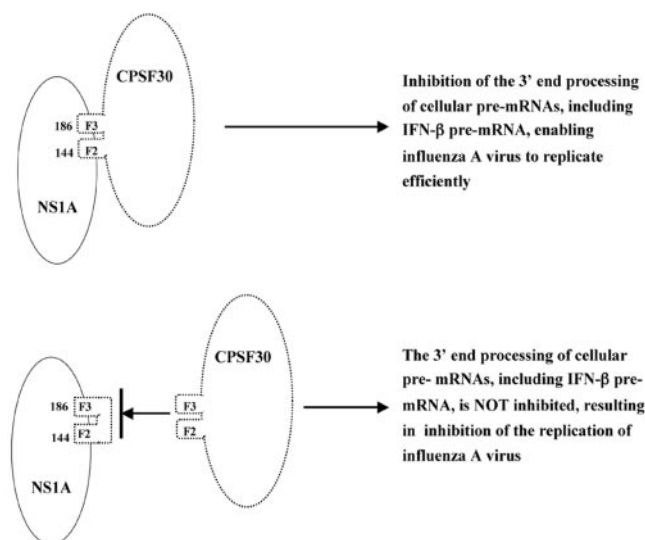 CPSF30
186 F3
144 F2
NS1A
Inhibition of the 3' end processing
of cellular pre-mRNAs, including
IFN-β pre-mRNA, enabling
influenza A virus to replicate
efficiently
CPSF30
186 F3
144 F2
NS1A
F3
F2
The 3' end processing of cellular
pre- mRNAs, including IFN-β pre-
mRNA, is NOT inhibited, resulting
in inhibition of the replication of
influenza A virus